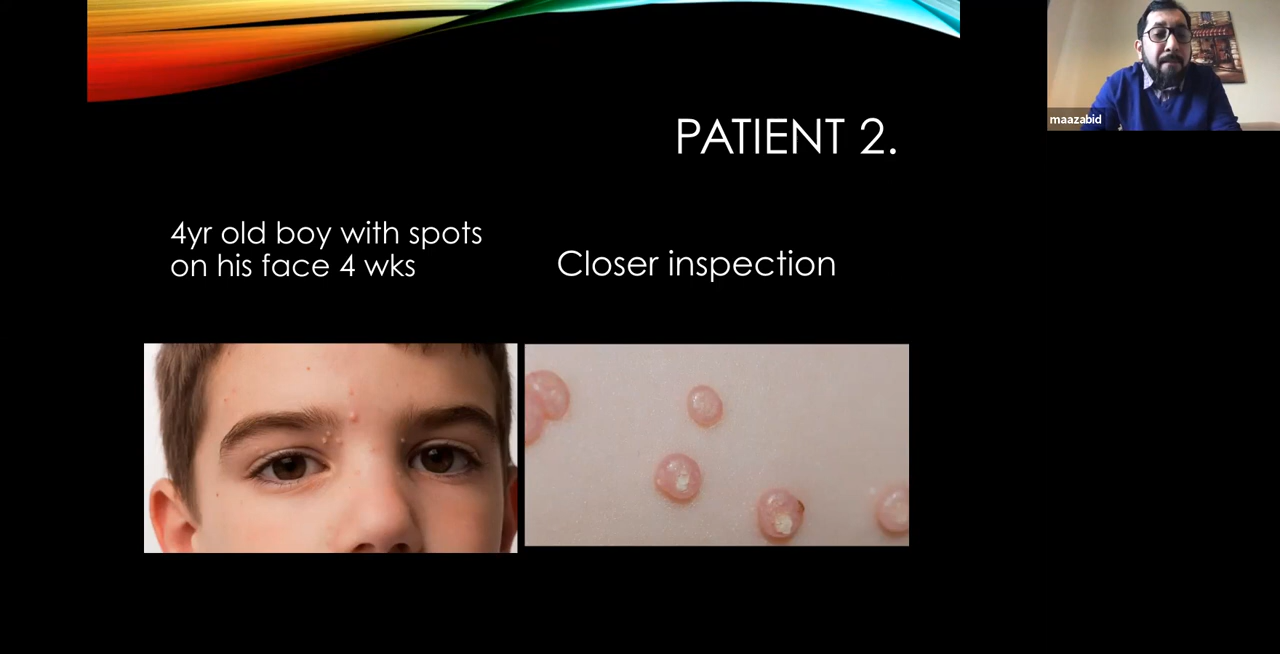 PATIENT 2.
4yr old boy with spots
on his face 4 wks
Closer inspection
maazabid